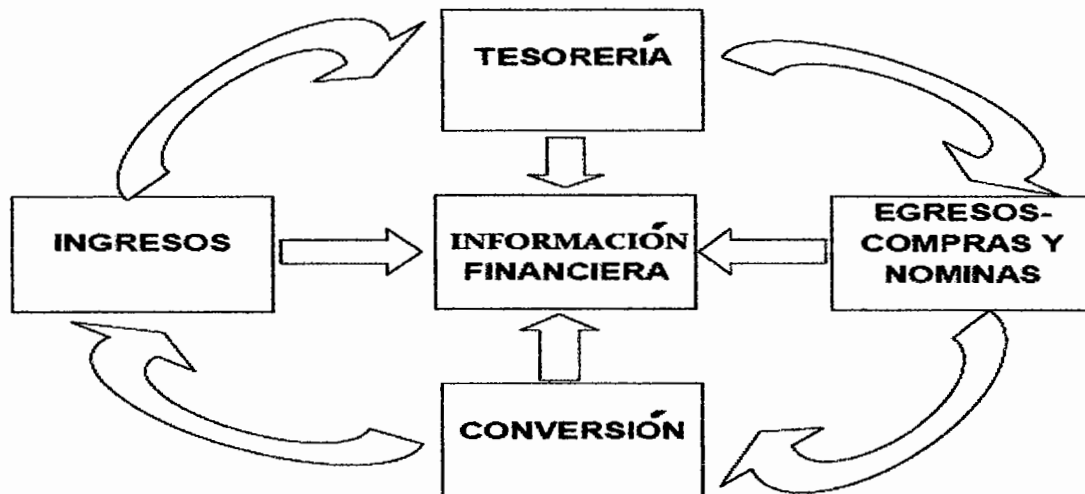 TESORERÍA
INGRESOS
INFORMACIÓN
FINANCIERA
EGRESOS-
COMPRAS Y
NOMINAS
CONVERSIÓN